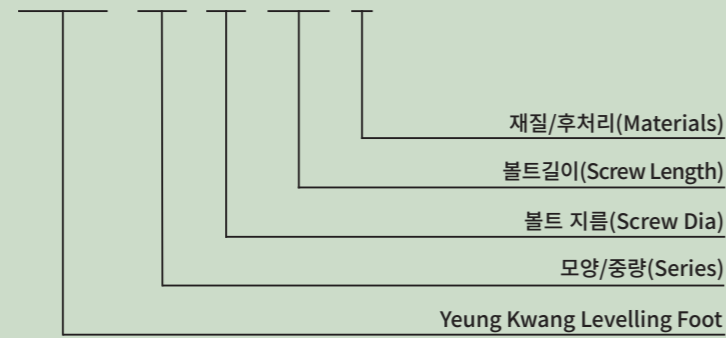 재질/후처리(Materials)
볼트길이(Screw Length)
볼트 지름(Screw Dia)
모양/중량(Series)
Yeung Kwang Levelling Foot